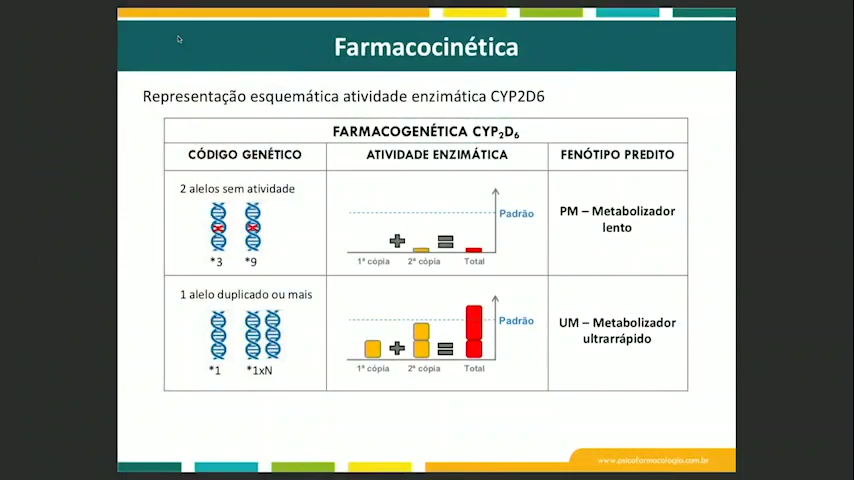 Farmacocinética
Representação esquemática atividade enzimática CYP2D6
FARMACOGENÉTICA CYP₂D₆
CÓDIGO GENÉTICO
ATIVIDADE ENZIMÁTICA
FENÓTIPO PREDITO
2 alelos sem atividade
*3
*9
Padrão
1ª cópia
2ª cópia
Total
PM – Metabolizador
lento
1 alelo duplicado ou mais
*1
*1xN
Padrão
1ª cópia
2ª cópia
Total
UM – Metabolizador
ultrarrápido
www.psicofarmacologia.com.br